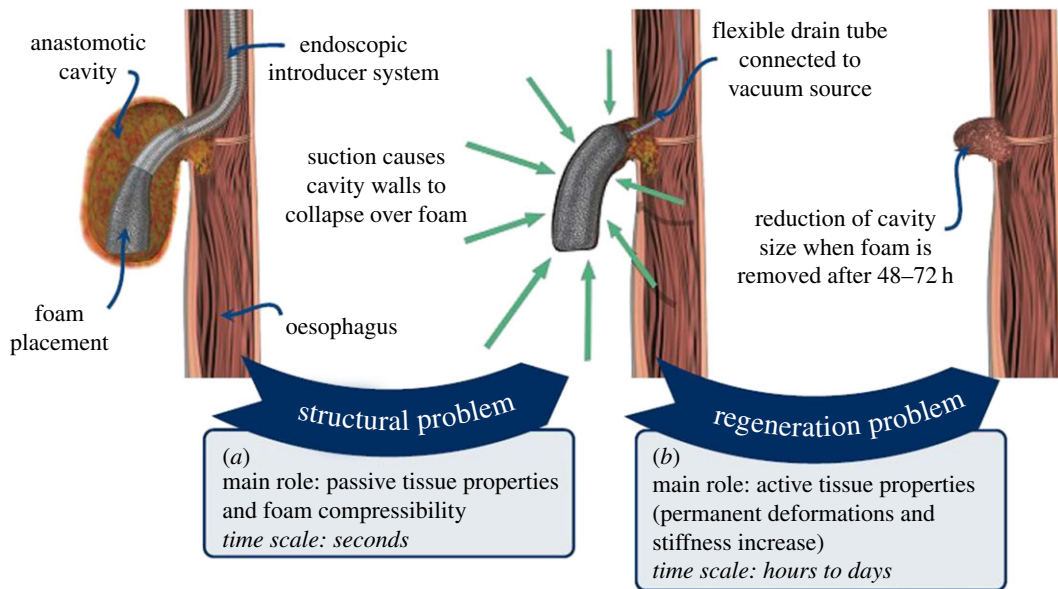 anastomotic
cavity
endoscopic
introducer system
foam
placement
oesophagus
suction causes
cavity walls to
collapse over foam
flexible drain tube
connected to
vacuum source
reduction of cavity
size when foam is
removed after 48–72 h
structural problem
(a)
main role: passive tissue properties
and foam compressibility
time scale: seconds
regeneration problem
(b)
main role: active tissue properties
(permanent deformations and
stiffness increase)
time scale: hours to days